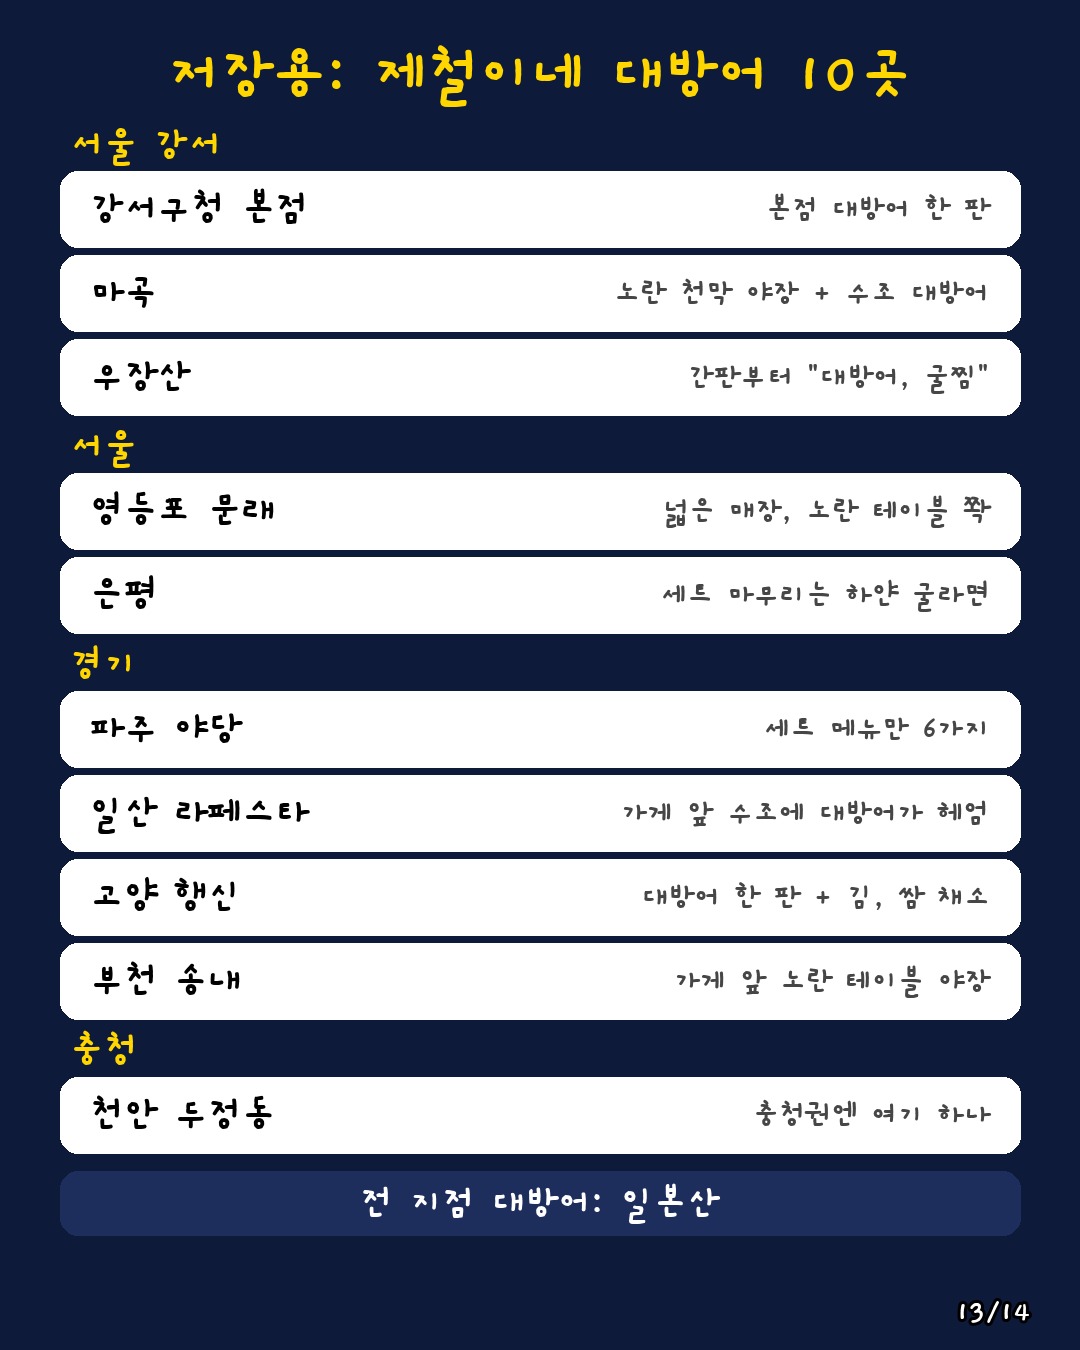 저장용: 제철이네 대방어 10곳
서울 강서
강서구청 본점 본점 대방어 한 판
마곡 노란 천막 야장 + 수조 대방어
우장산 간판부터 "대방어, 굴찜"
서울
영등포 문래 넓은 매장, 노란 테이블 쫙
은평 세트 마무리는 하얀 굴라면
경기
파주 야당 세트 메뉴만 6가지
일산 라페스타 가게 앞 수조에 대방어가 헤엄
고양 행신 대방어 한 판 + 김, 쌈 채소
부천 송내 가게 앞 노란 테이블 야장
충청
천안 두정동 충청권엔 여기 하나
전 지점 대방어: 일본산
13/14